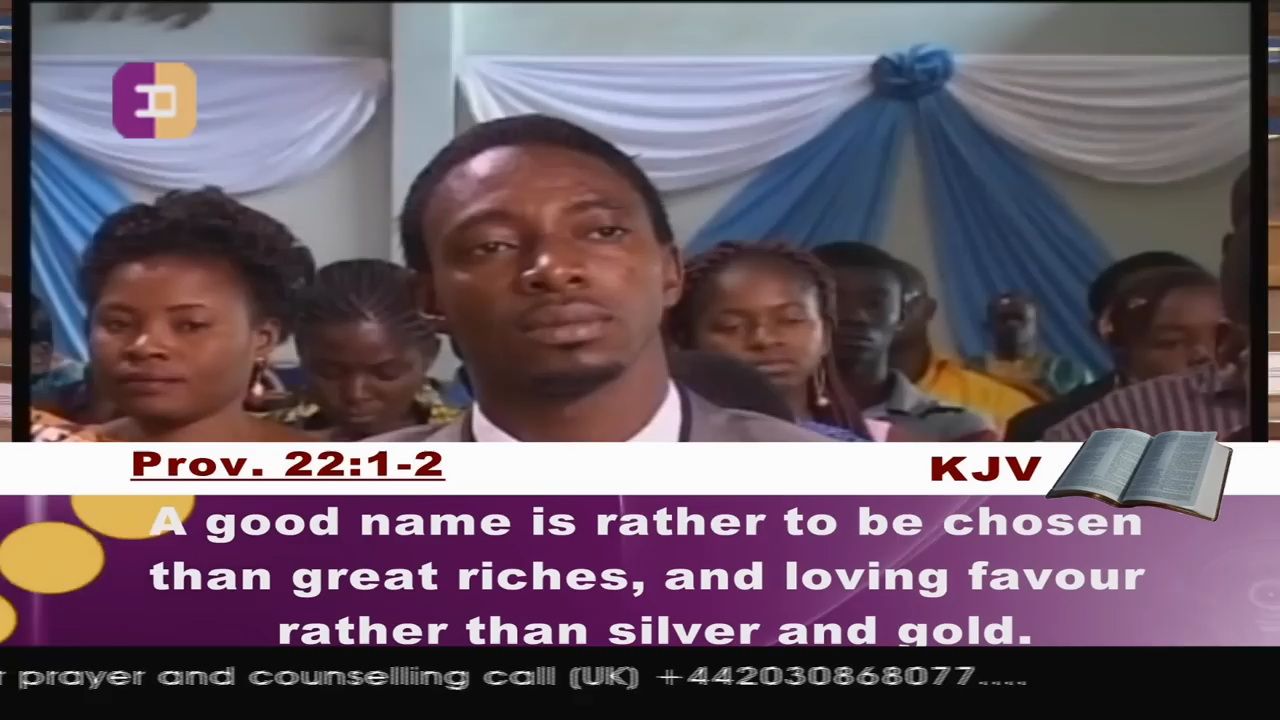 Prov. 22:1-2
KJV
A good name is rather to be chosen
than great riches, and loving favour
rather than silver and gold.
r prayer and counselling call (UK) +442030868077....